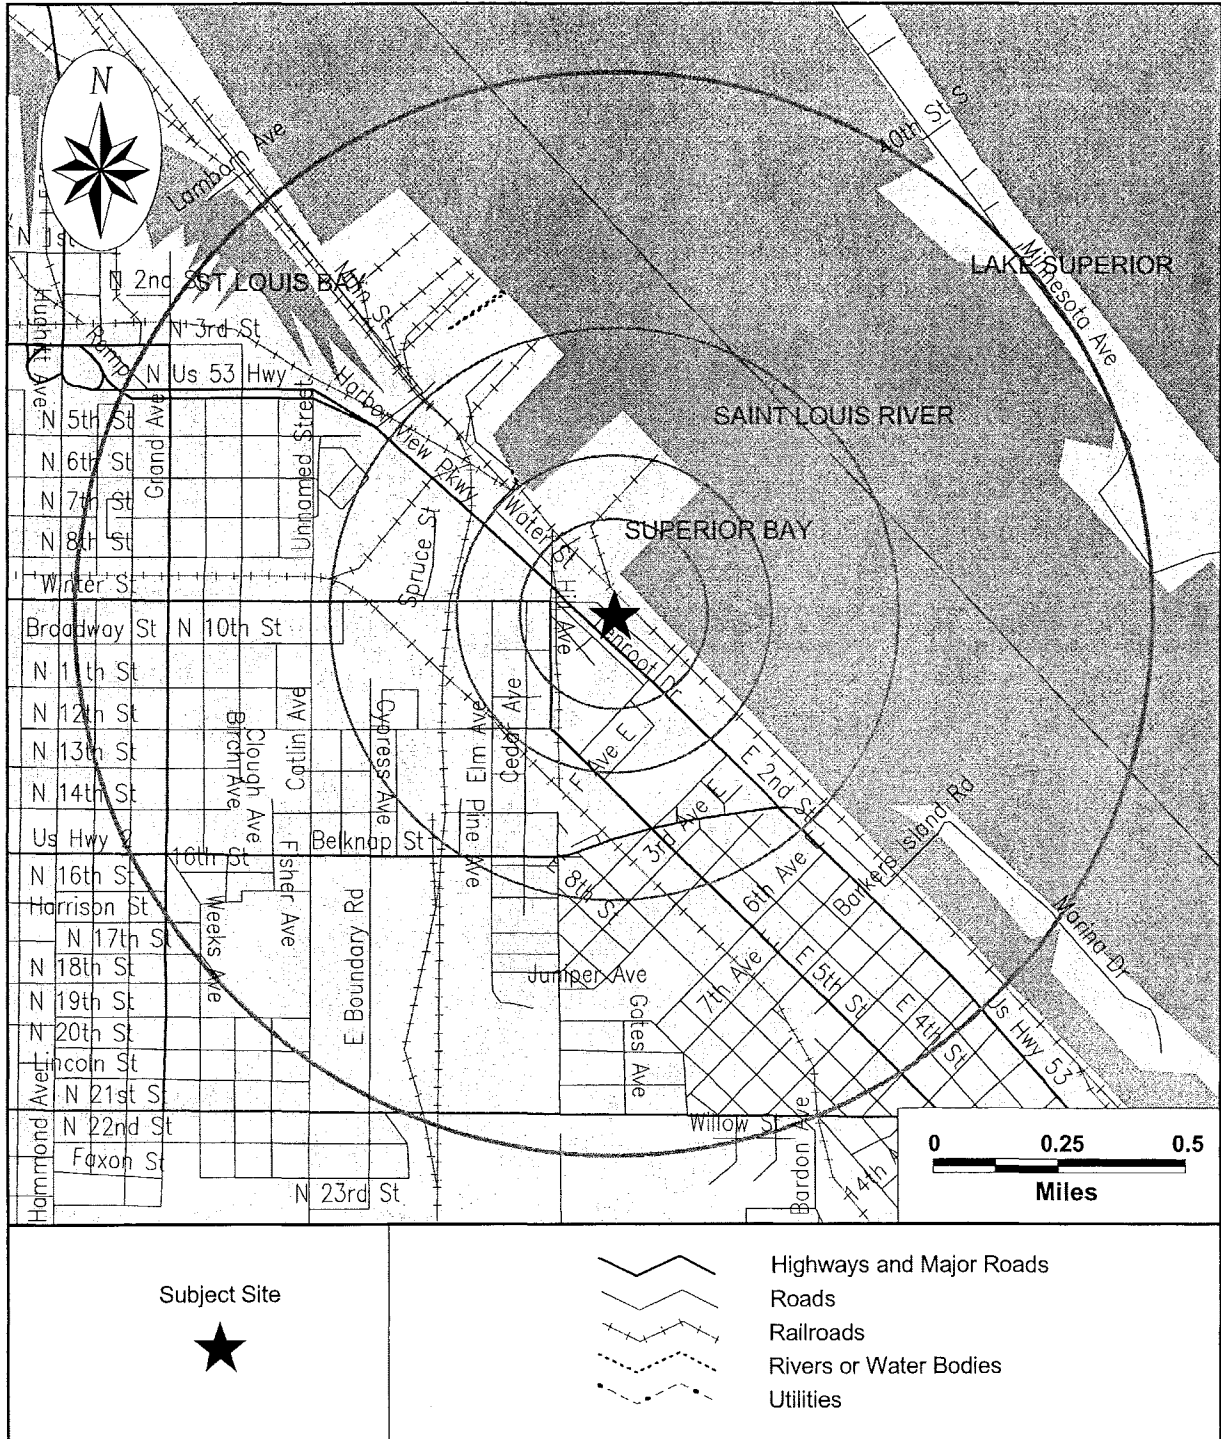 N
40th St S
Lamborn Ave
N 1st
LAKE SUPERIOR
Minnesota Ave
N 2nd St
ST LOUIS BAY
Main St
Hughitt Ave
N 3rd St
Ramp
N Us 53 Hwy
Harbor View Pkwy
SAINT LOUIS RIVER
N 5th St
Grand Ave
Unnamed Street
N 6th St
N 7th St
Water St
SUPERIOR BAY
N 8th St
Spruce St
Winter St
Hill Ave
Broadway St
N 10th St
N 11th St
N 12th St
Birch Ave
Clough Ave
Catlin Ave
Cypress Ave
Elm Ave
Cedar Ave
F Ave E
E 2nd St
N 13th St
N 14th St
Us Hwy 2
16th St
Belknap St
Pine Ave
3rd Ave E
Barkers Island Rd
N 16th St
Fisher Ave
8th St
6th Ave
Harrison St
Weeks Ave
Marina Dr
N 17th St
E Boundary Rd
N 18th St
Juniper Ave
7th Ave
E 5th St
N 19th St
Gates Ave
E 4th St
Us Hwy 53
N 20th St
Lincoln St
Hammond Ave
N 21st St
N 22nd St
Willow St
Bardon Ave
Faxon St
14th A
N 23rd St
0 0.25 0.5
Miles
Subject Site
Highways and Major Roads
Roads
Railroads
Rivers or Water Bodies
Utilities